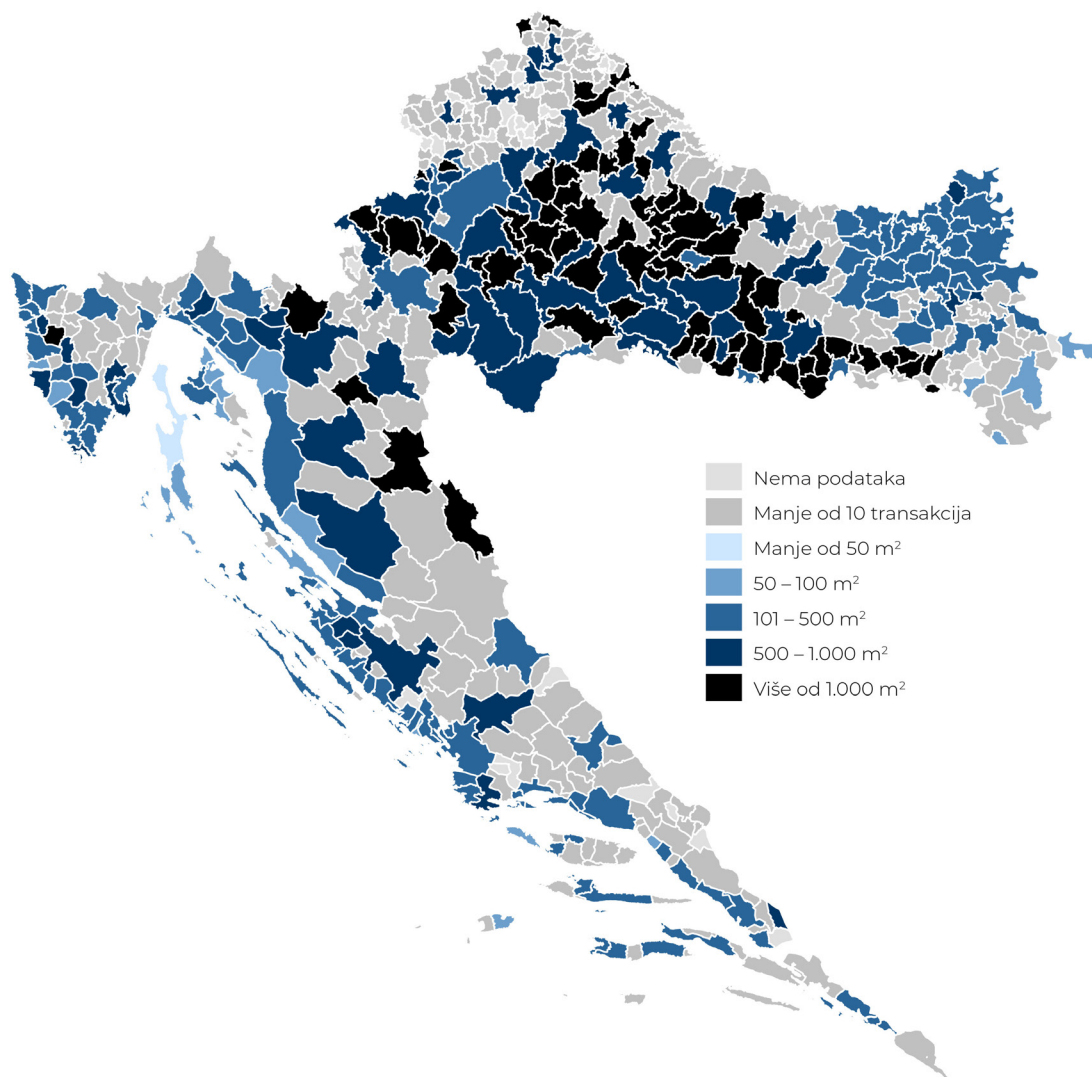 Nema podataka
Manje od 10 transakcija
Manje od 50 m²
50 – 100 m²
101 – 500 m²
500 – 1.000 m²
Više od 1.000 m²